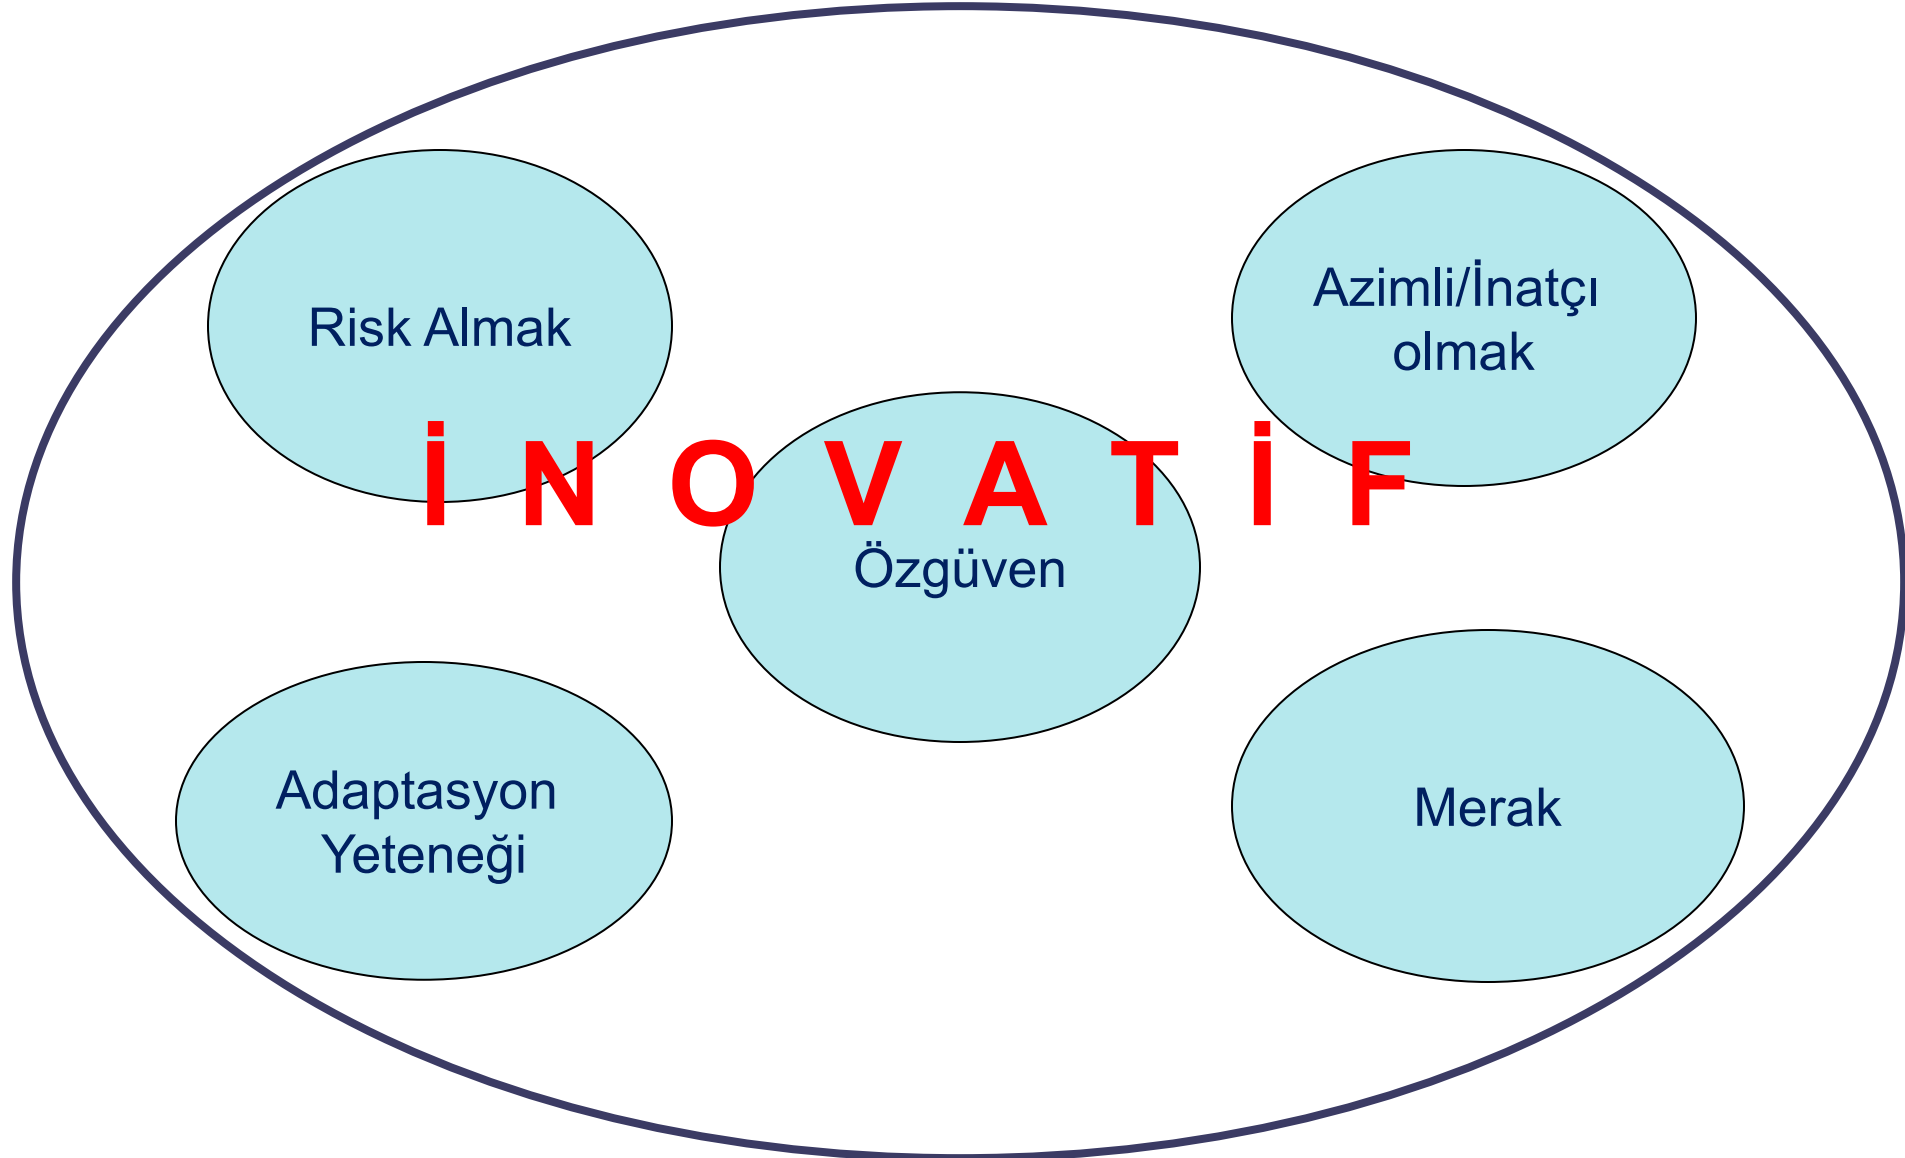 Risk Almak
Azimli/İnatçı
olmak
İ N O V A T İ F
Özgüven
Adaptasyon
Yeteneği
Merak